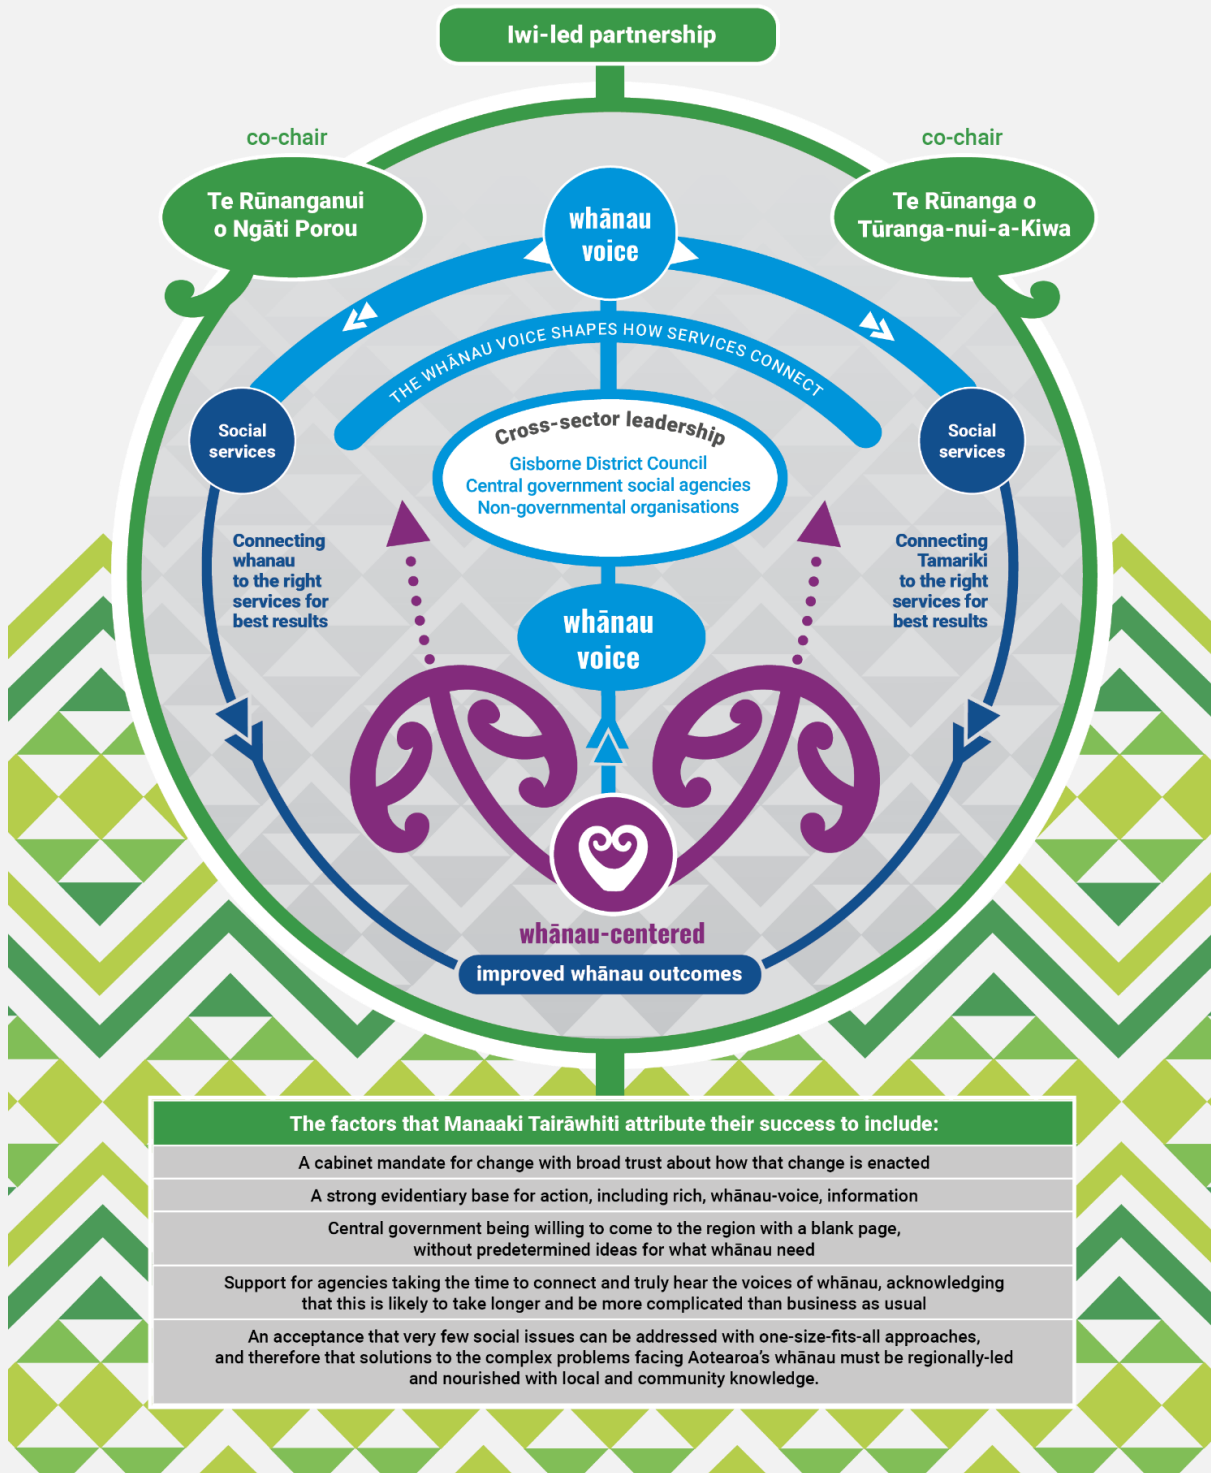 Iwi-led partnership
co-chair
Te Rūnanganui
o Ngāti Porou
co-chair
Te Rūnanga o
Tūranga-nui-a-Kiwa
whānau
voice
THE WHĀNAU VOICE SHAPES HOW SERVICES CONNECT
Social
services
Cross-sector leadership
Gisborne District Council
Central government social agencies
Non-governmental organisations
Social
services
Connecting
whanau
to the right
services for
best results
Connecting
Tamariki
to the right
services for
best results
whānau
voice
whānau-centered
improved whānau outcomes
The factors that Manaaki Tairāwhiti attribute their success to include:
A cabinet mandate for change with broad trust about how that change is enacted
A strong evidentiary base for action, including rich, whānau-voice, information
Central government being willing to come to the region with a blank page,
without predetermined ideas for what whānau need
Support for agencies taking the time to connect and truly hear the voices of whānau, acknowledging
that this is likely to take longer and be more complicated than business as usual
An acceptance that very few social issues can be addressed with one-size-fits-all approaches,
and therefore that solutions to the complex problems facing Aotearoa's whānau must be regionally-led
and nourished with local and community knowledge.